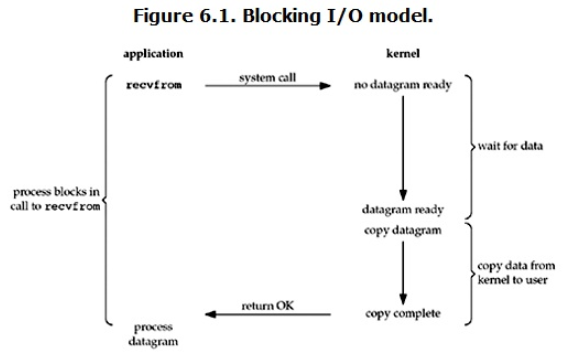 Figure 6.1. Blocking I/O model.
application
kernel
recvfrom
system call
no datagram ready
wait for data
process blocks in
call to recvfrom
datagram ready
copy datagram
copy data from
kernel to user
return OK
copy complete
process
datagram